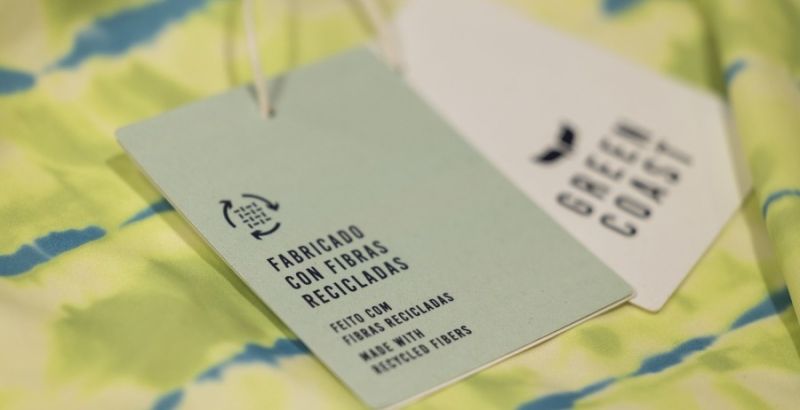 FABRICADO
CON FIBRAS
RECICLADAS
FEITO COM
FIBRAS RECICLADAS
MADE WITH
RECYCLED FIBERS
GREEN
COAST